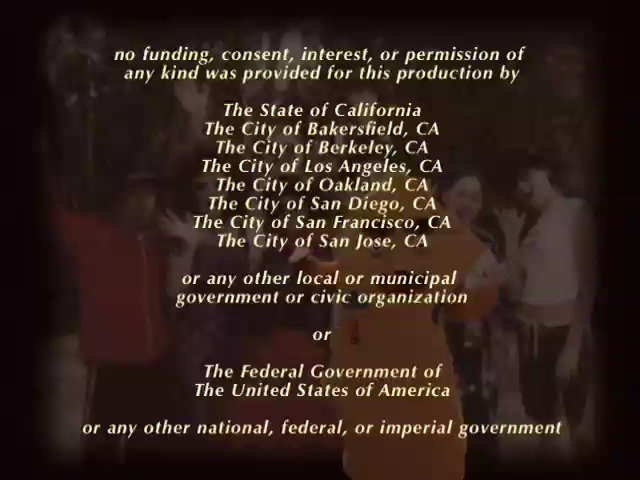 no funding, consent, interest, or permission of
any kind was provided for this production by
The State of California
The City of Bakersfield, CA
The City of Berkeley, CA
The City of Los Angeles, CA
The City of Oakland, CA
The City of San Diego, CA
The City of San Francisco, CA
The City of San Jose, CA
or any other local or municipal
government or civic organization
or
The Federal Government of
The United States of America
or any other national, federal, or imperial government